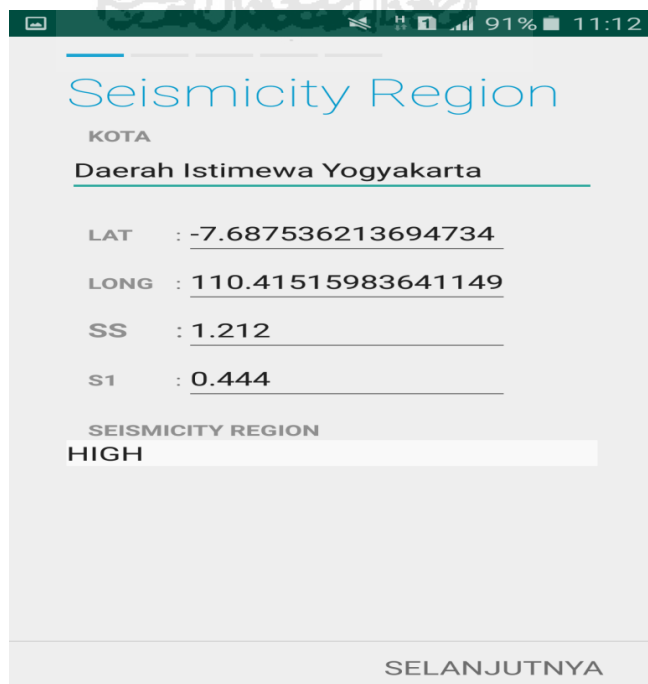 H 1 91% 11:12
Seismicity Region
KOTA
Daerah Istimewa Yogyakarta
LAT : -7.687536213694734
LONG : 110.41515983641149
SS : 1.212
S1 : 0.444
SEISMICITY REGION
HIGH
SELANJUTNYA